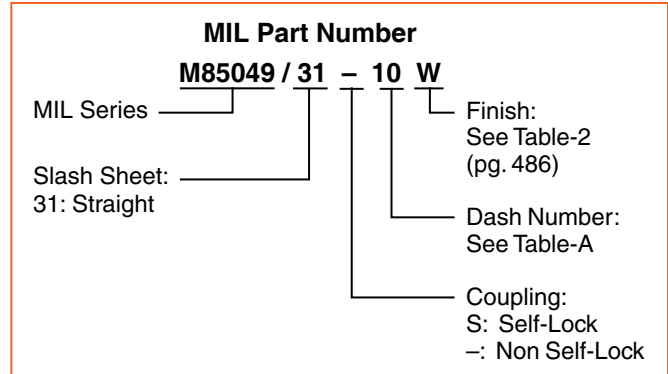 MIL Part Number
M85049 / 31 – 10 W
MIL Series
Slash Sheet:
31: Straight
Finish:
See Table-2
(pg. 486)
Dash Number:
See Table-A
Coupling:
S: Self-Lock
–: Non Self-Lock